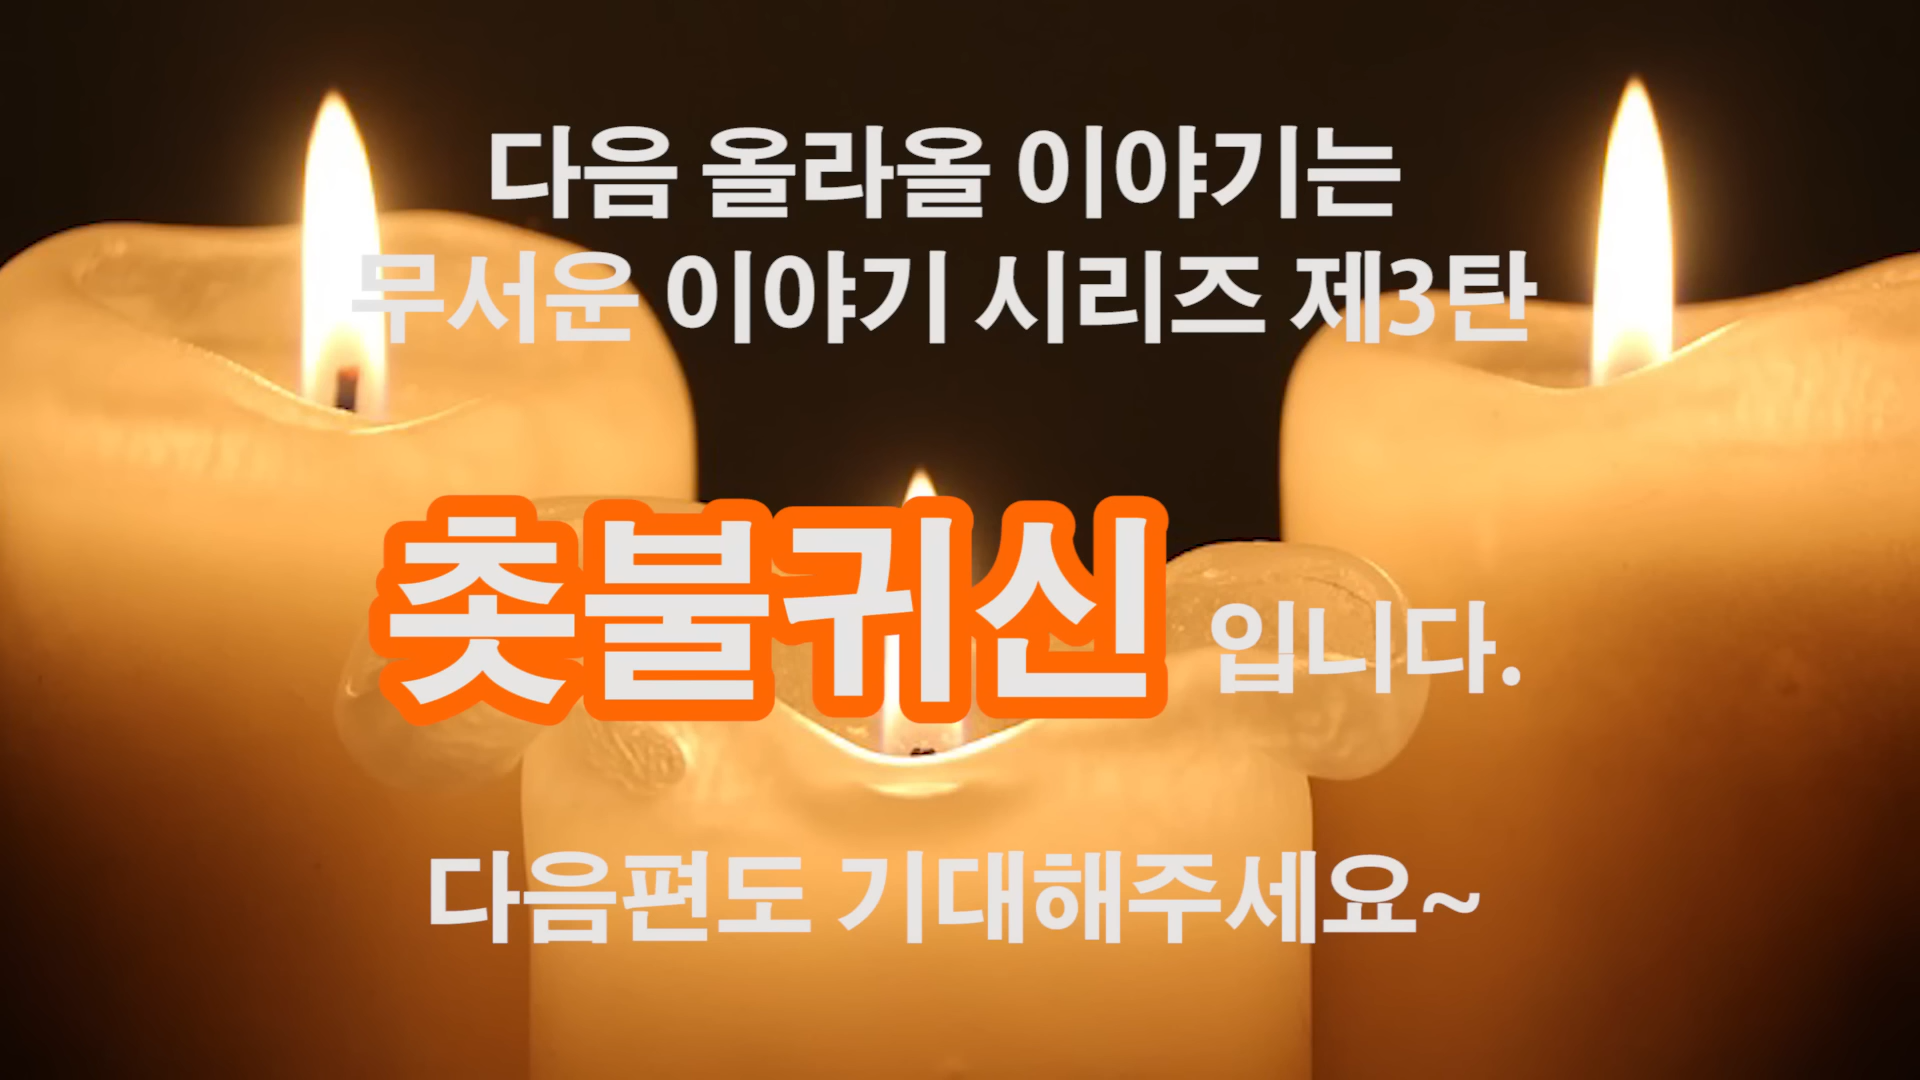 다음 올라올 이야기는
무서운 이야기 시리즈 제3탄
촛불귀신 입니다.
다음편도 기대해주세요~